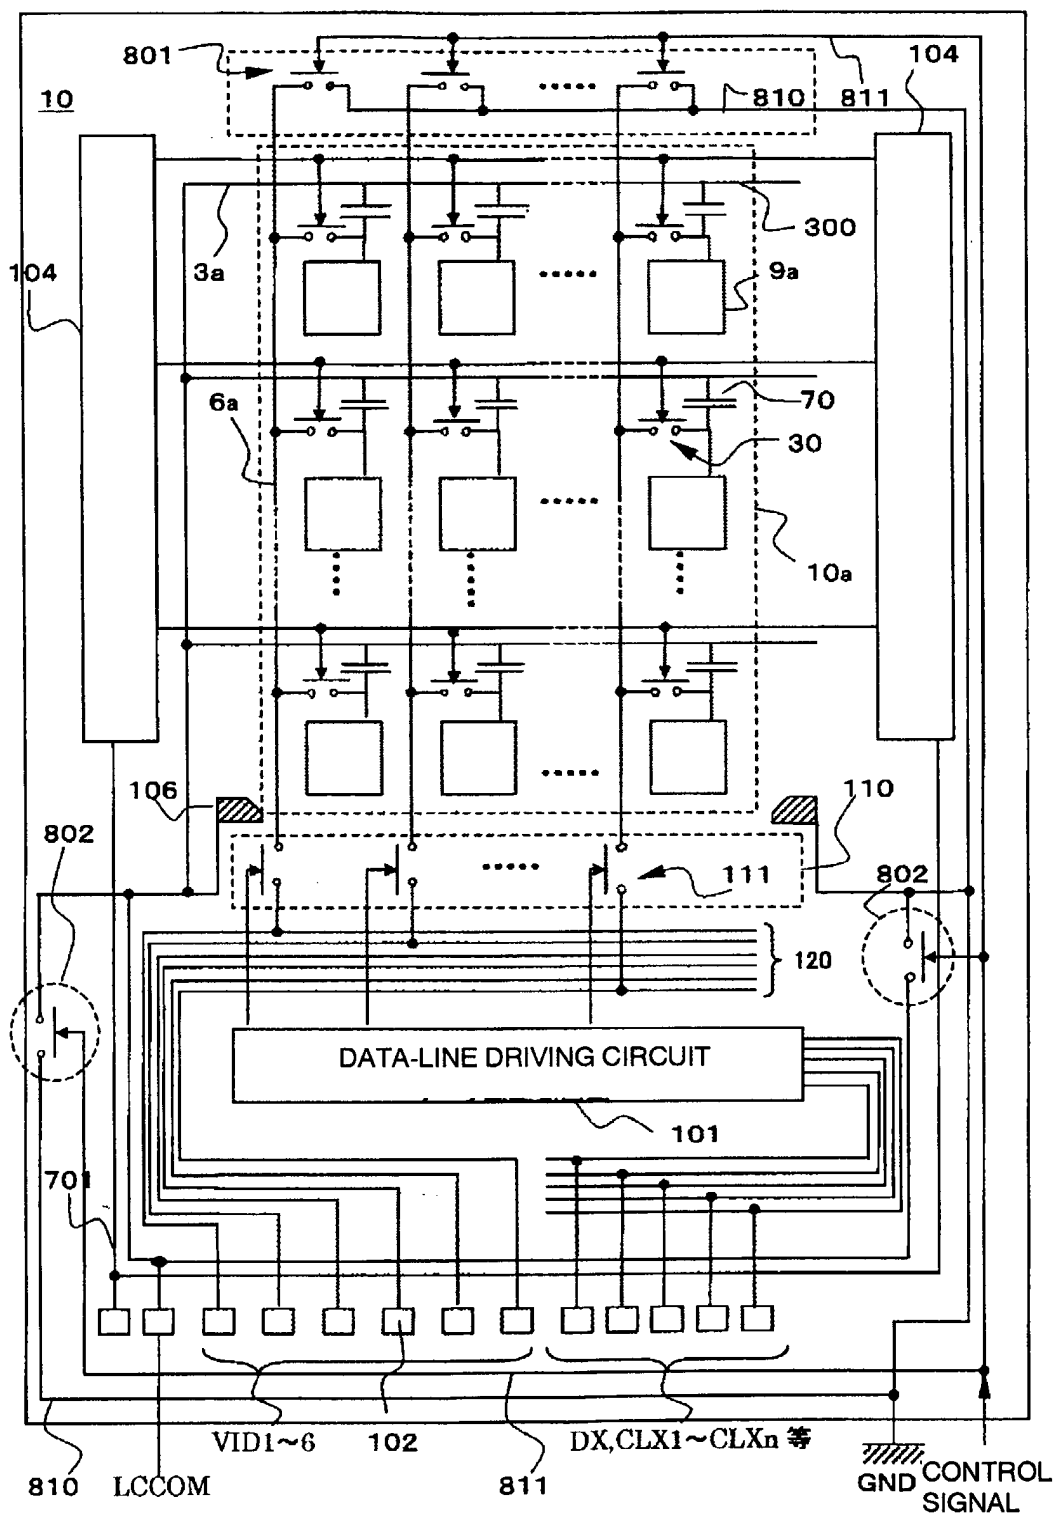 801
104
10
810
811
3a
300
104
9a
6a
70
30
10a
106
110
802
111
802
120
DATA-LINE DRIVING CIRCUIT
101
701
VID1~6
102
DX,CLX1~CLXn 等
810
LCCOM
811
GND
CONTROL
SIGNAL